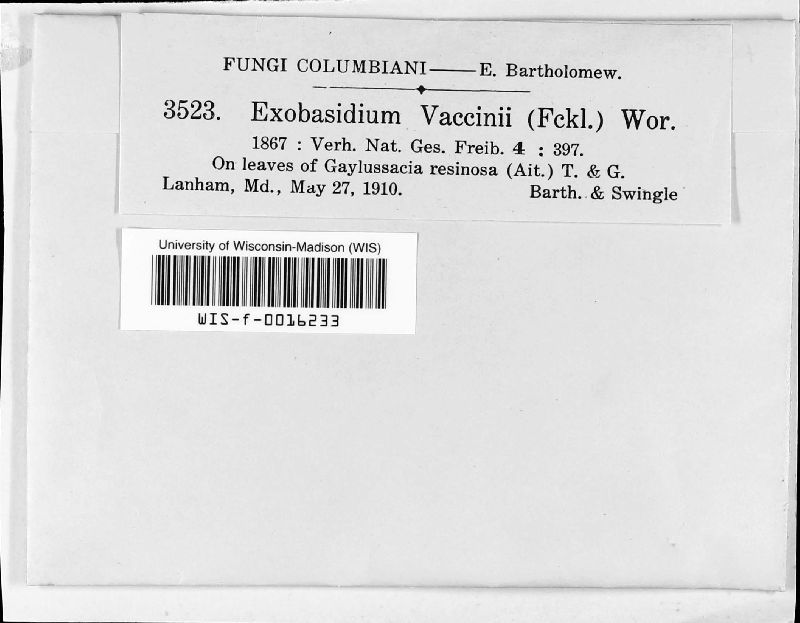 FUNGI COLUMBIANI—E. Bartholomew.
3523. Exobasidium Vaccinii (Fckl.) Wor.
1867 : Verh. Nat. Ges. Freib. 4 : 397.
On leaves of Gaylussacia resinosa (Ait.) T. & G.
Lanham, Md., May 27, 1910. Barth. & Swingle
University of Wisconsin-Madison (WIS)
WIS-f-0016233